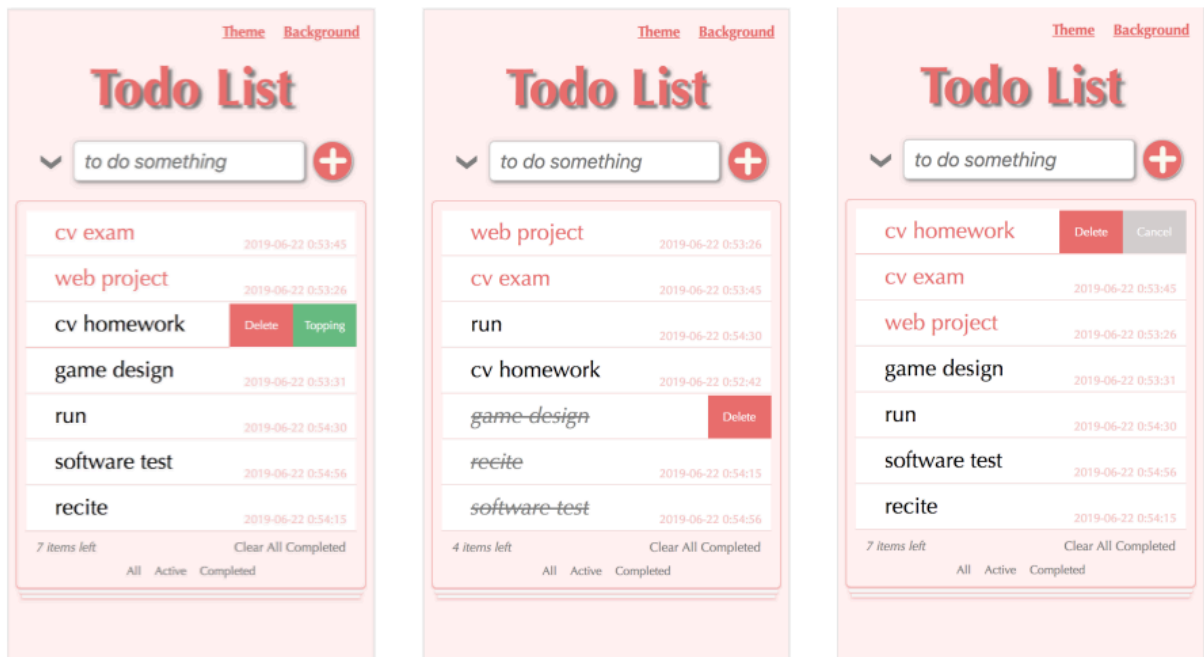 Theme Background
Todo List
to do something
cv exam 2019-06-22 0:53:45
web project 2019-06-22 0:53:26
cv homework Delete Topping
game design 2019-06-22 0:53:31
run 2019-06-22 0:54:30
software test 2019-06-22 0:54:56
recite 2019-06-22 0:54:15
7 items left Clear All Completed
All Active Completed
Theme Background
Todo List
to do something
web project 2019-06-22 0:53:26
cv exam 2019-06-22 0:53:45
run 2019-06-22 0:54:30
cv homework 2019-06-22 0:52:42
game design Delete
recite 2019-06-22 0:54:15
software test 2019-06-22 0:54:56
4 items left Clear All Completed
All Active Completed
Theme Background
Todo List
to do something
cv homework Delete Cancel
cv exam 2019-06-22 0:53:45
web project 2019-06-22 0:53:26
game design 2019-06-22 0:53:31
run 2019-06-22 0:54:30
software test 2019-06-22 0:54:56
recite 2019-06-22 0:54:15
7 items left Clear All Completed
All Active Completed